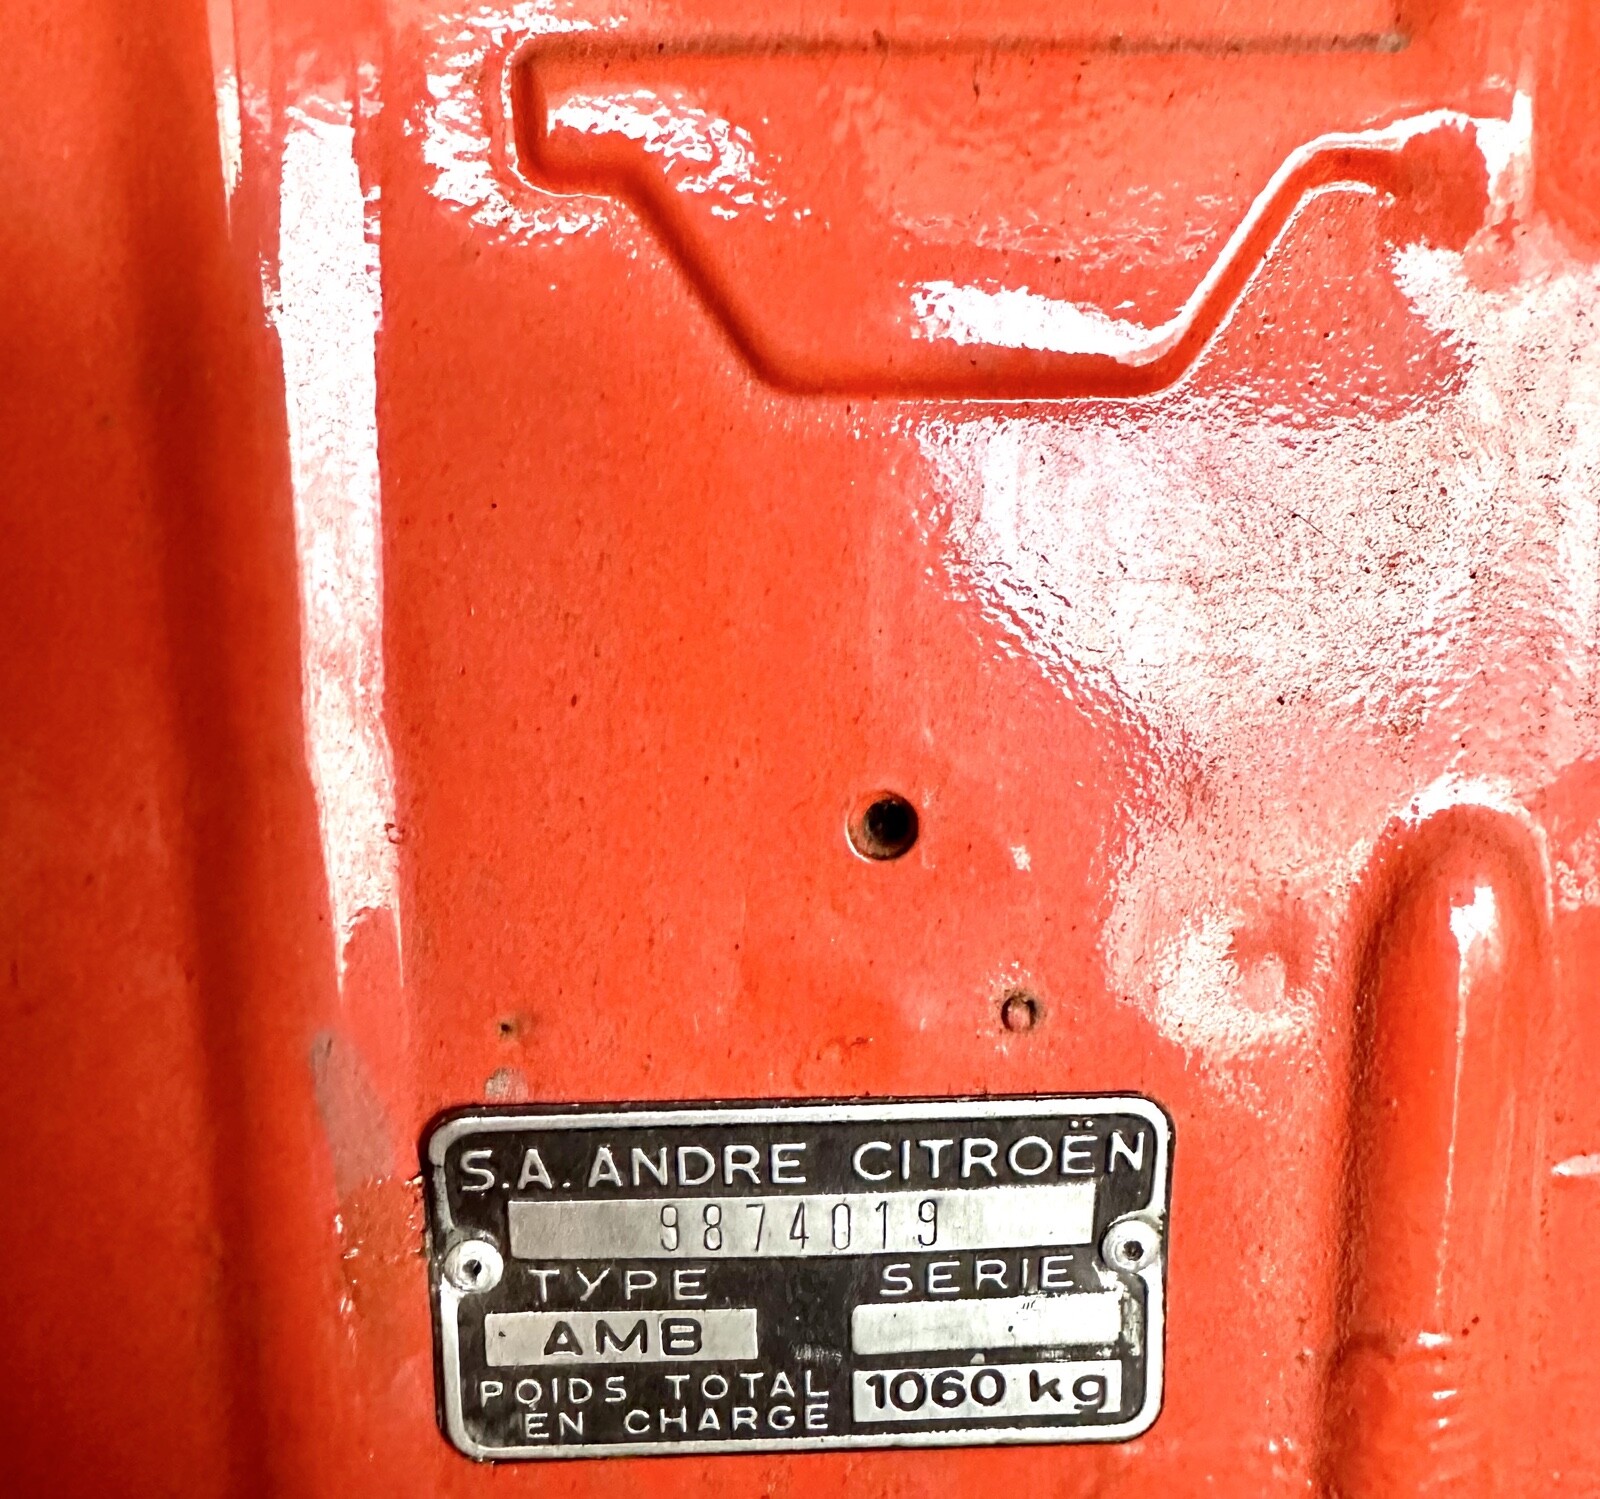 S.A. ANDRE CITROËN
9874019
TYPE SERIE
AMB
POIDS TOTAL
EN CHARGE 1060 kg